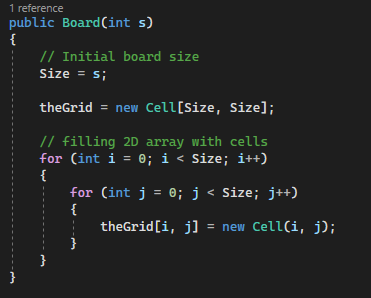 1 reference
public Board(int s)
{
// Initial board size
Size = s;
theGrid = new Cell[Size, Size];
// filling 2D array with cells
for (int i = 0; i < Size; i++)
{
for (int j = 0; j < Size; j++)
{
theGrid[i, j] = new Cell(i, j);
}
}
}